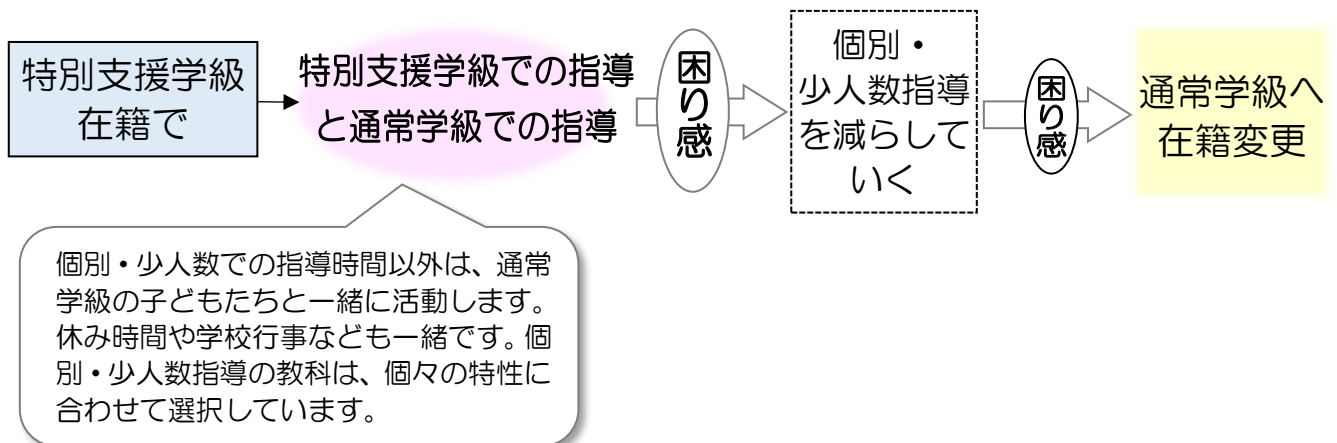 特別支援学級
在籍で
特別支援学級での指導
と通常学級での指導
困り感
個別・
少人数指導
を減らして
いく
困り感
通常学級へ
在籍変更
個別・少人数での指導時間以外は、通常
学級の子どもたちと一緒に活動します。
休み時間や学校行事なども一緒です。個
別・少人数指導の教科は、個々の特性に
合わせて選択しています。